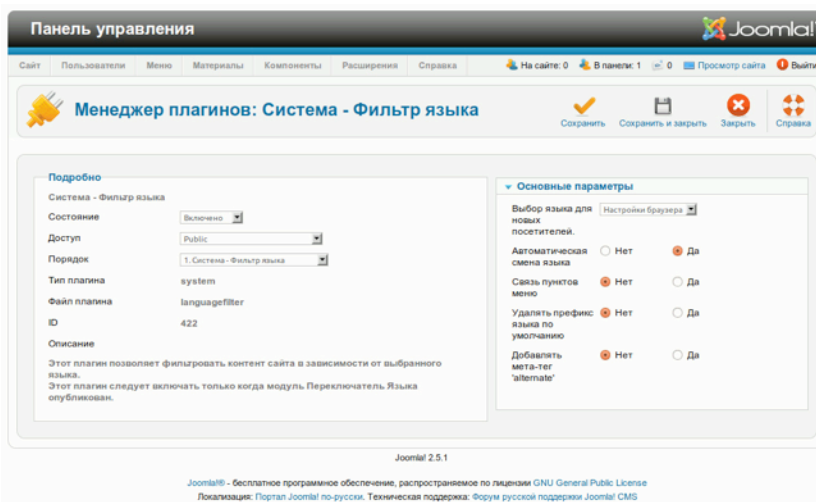 Панель управления
Joomla!
Сайт Пользователи Меню Материалы Компоненты Расширения Справка На сайте: 0 В панели: 1 0 Просмотр сайта Выйти
Менеджер плагинов: Система - Фильтр языка
Сохранить Сохранить и закрыть Закрыть Справка
Подробно
Система - Фильтр языка
Состояние Включено
Доступ Public
Порядок 1. Система - Фильтр языка
Тип плагина system
Файл плагина languagefilter
ID 422
Описание
Этот плагин позволяет фильтровать контент сайта в зависимости от выбранного
языка.
Этот плагин следует включать только когда модуль Переключатель Языка
опубликован.
Основные параметры
Выбор языка для Настройки браузера
новых
посетителей.
Автоматическая Нет Да
смена языка
Связь пунктов Нет Да
меню
Удалять префикс Нет Да
языка по
умолчанию
Добавлять Нет Да
мета-тег
'alternate'
Joomla! 2.5.1
Joomla!® - бесплатное программное обеспечение, распространяемое по лицензии GNU General Public License
Локализация: Портал Joomla! по-русски. Техническая поддержка: Форум русской поддержки Joomla! CMS